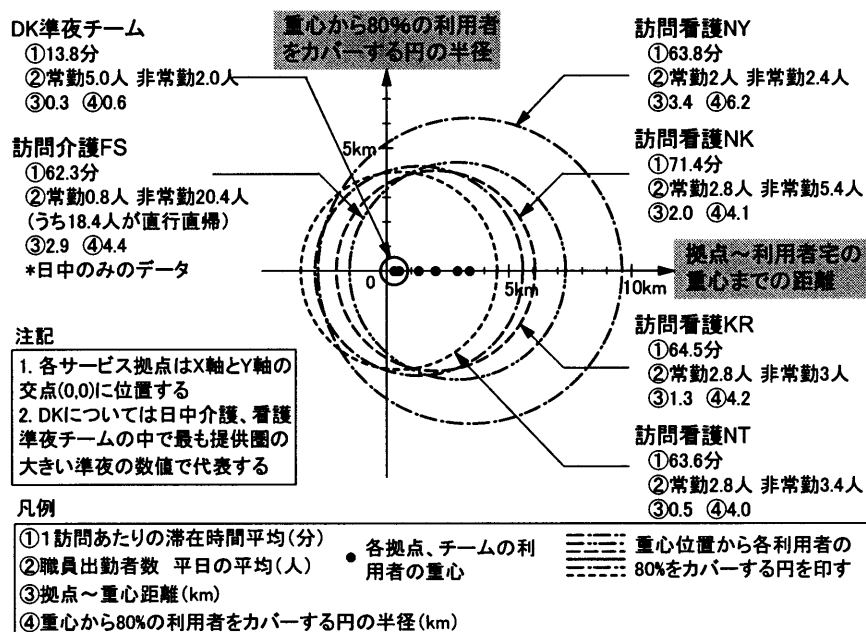 DK準夜チーム
①13.8分
②常勤5.0人 非常勤2.0人
③0.3 ④0.6
訪問介護FS
①62.3分
②常勤0.8人 非常勤20.4人
(うち18.4人が直行直帰)
③2.9 ④4.4
*日中のみのデータ
重心から80%の利用者
をカバーする円の半径
5km
0
5km
10km
拠点~利用者宅の
重心までの距離
訪問看護NY
①63.8分
②常勤2人 非常勤2.4人
③3.4 ④6.2
訪問看護NK
①71.4分
②常勤2.8人 非常勤5.4人
③2.0 ④4.1
訪問看護KR
①64.5分
②常勤2.8人 非常勤3人
③1.3 ④4.2
訪問看護NT
①63.6分
②常勤2.8人 非常勤3.4人
③0.5 ④4.0
注記
1. 各サービス拠点はX軸とY軸の
交点(0,0)に位置する
2. DKについては日中介護、看護
準夜チームの中で最も提供圏の
大きい準夜の数値で代表する
凡例
①1訪問あたりの滞在時間平均(分)
②職員出勤者数 平日の平均(人)
③拠点~重心距離(km)
④重心から80%の利用者をカバーする円の半径(km)
各拠点、チームの利
用者の重心
重心位置から各利用者の
80%をカバーする円を印す